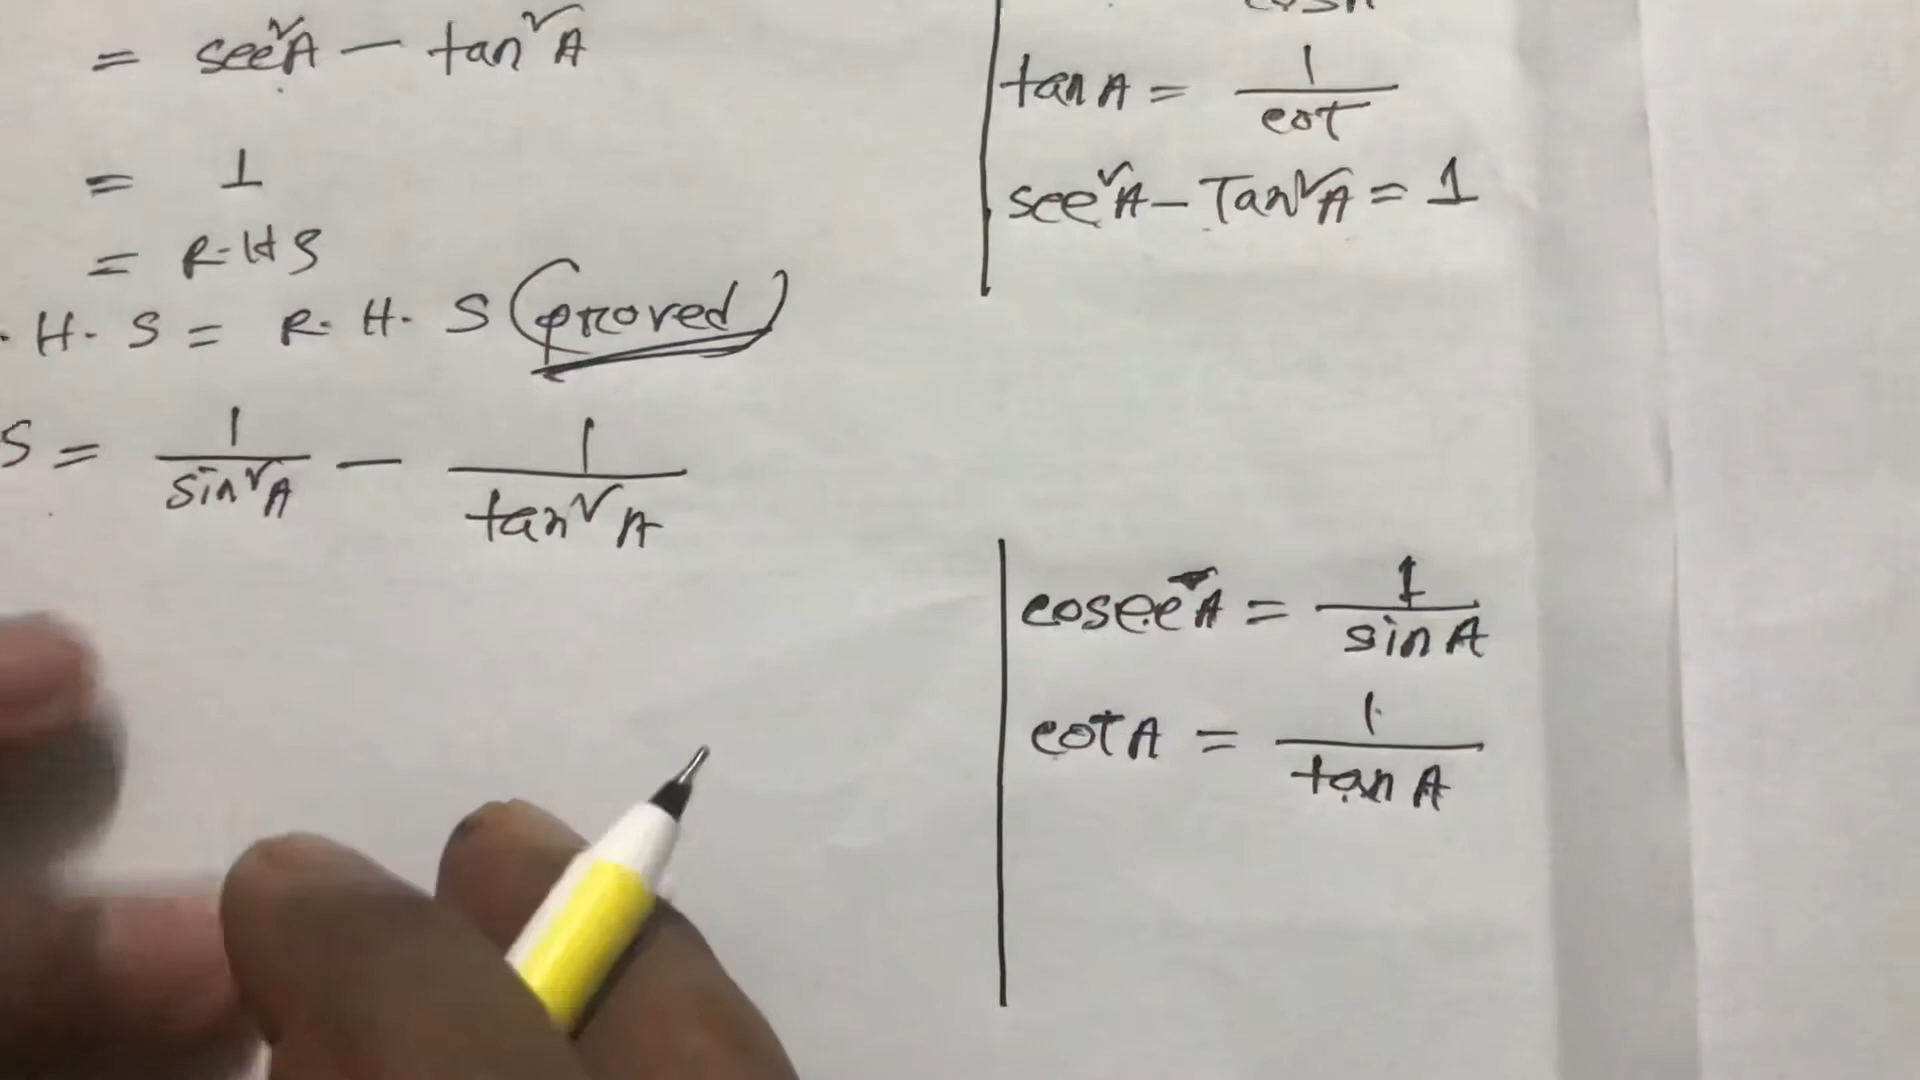 = sec²A − tan²A
= 1
= R.H S
. H. S = R. H. S (proved)
S = 1/sin²A − 1/tan²A
tan A = 1/cot
sec²A − Tan²A = 1
cosec A = 1/sin A
cot A = 1/tan A